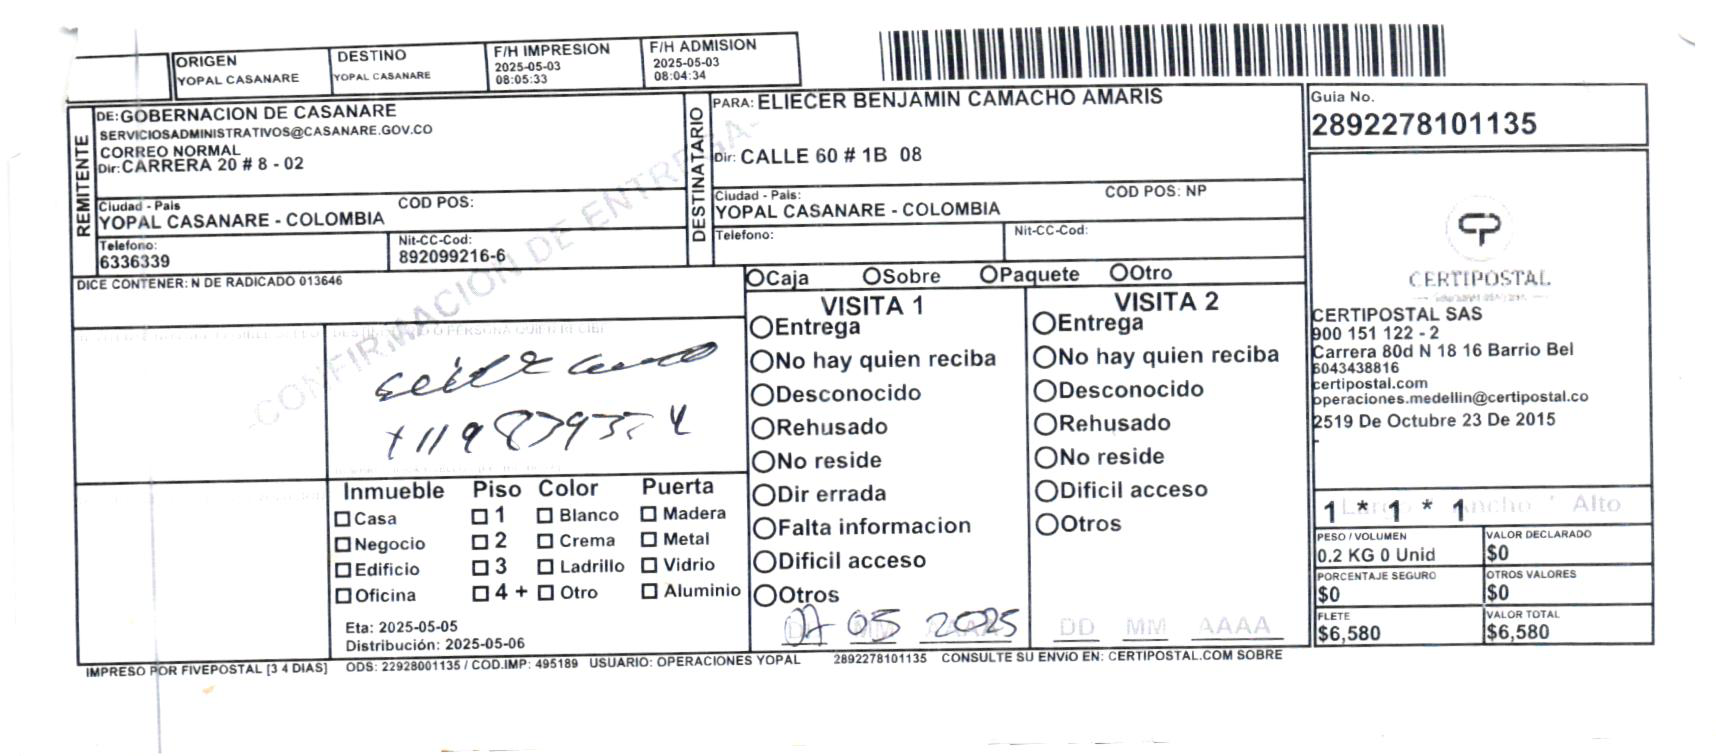 ORIGEN
YOPAL CASANARE
DESTINO
YOPAL CASANARE
F/H IMPRESION
2025-05-03
08:05:33
F/H ADMISION
2025-05-03
08:04:34
REMITENTE
DE: GOBERNACION DE CASANARE
SERVICIOSADMINISTRATIVOS@CASANARE.GOV.CO
CORREO NORMAL
Dir: CARRERA 20 # 8 - 02
Ciudad - Pais
COD POS:
YOPAL CASANARE - COLOMBIA
Telefono:
6336339
Nit-CC-Cod:
892099216-6
DESTINATARIO
PARA: ELIECER BENJAMIN CAMACHO AMARIS
Dir: CALLE 60 # 1B 08
Ciudad - Pais:
COD POS: NP
YOPAL CASANARE - COLOMBIA
Telefono:
Nit-CC-Cod:
Guia No.
2892278101135
CERTIPOSTAL
CERTIPOSTAL SAS
900 151 122 - 2
Carrera 80d N 18 16 Barrio Bel
6043438816
certipostal.com
operaciones.medellin@certipostal.co
2519 De Octubre 23 De 2015
-
-CONFIRMACION DE ENTREGA-
DICE CONTENER: N DE RADICADO 013646
Caja Sobre Paquete Otro
VISITA 1
Entrega
No hay quien reciba
Desconocido
Rehusado
No reside
Dir errada
Falta informacion
Dificil acceso
Otros
05 2025
VISITA 2
Entrega
No hay quien reciba
Desconocido
Rehusado
No reside
Dificil acceso
Otros
DD MM AAAA
Inmueble Piso Color Puerta
Casa 1 Blanco Madera
Negocio 2 Crema Metal
Edificio 3 Ladrillo Vidrio
Oficina 4 + Otro Aluminio
Eta: 2025-05-05
Distribución: 2025-05-06
Largo Ancho * Alto
1 * 1 * 1
PESO / VOLUMEN
0.2 KG 0 Unid
VALOR DECLARADO
$0
PORCENTAJE SEGURO
$0
OTROS VALORES
$0
FLETE
$6,580
VALOR TOTAL
$6,580
IMPRESO POR FIVEPOSTAL [3 4 DIAS] ODS: 22928001135 / COD.IMP: 495189 USUARIO: OPERACIONES YOPAL 2892278101135 CONSULTE SU ENVíO EN: CERTIPOSTAL.COM SOBRE